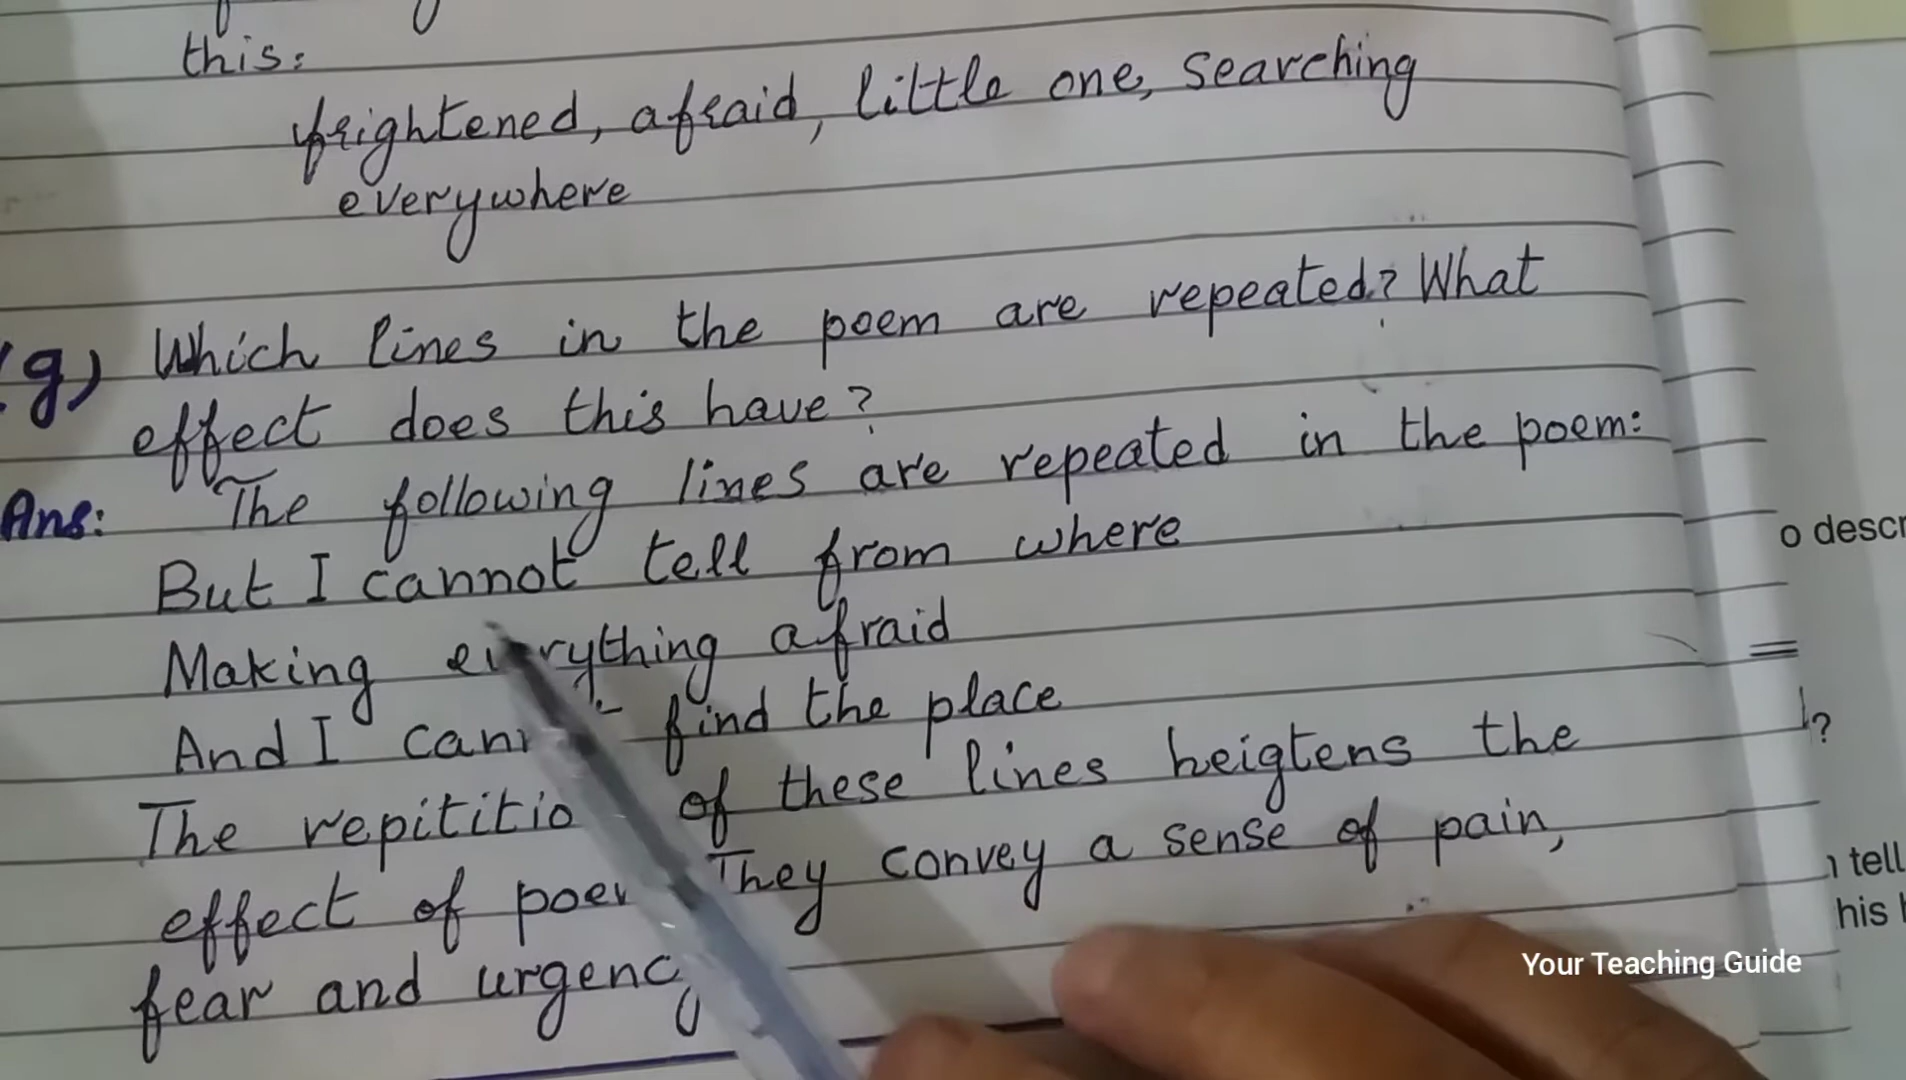 this:
frightened, afraid, little one, searching
everywhere
(g) Which lines in the poem are repeated? What
effect does this have?
Ans: The following lines are repeated in the poem:
But I cannot tell from where
Making everything afraid
And I find the place
The of these lines heigtens the
effect of They convey a sense of pain,
fear and urgency
o descr
?
tell
his
Your Teaching Guide